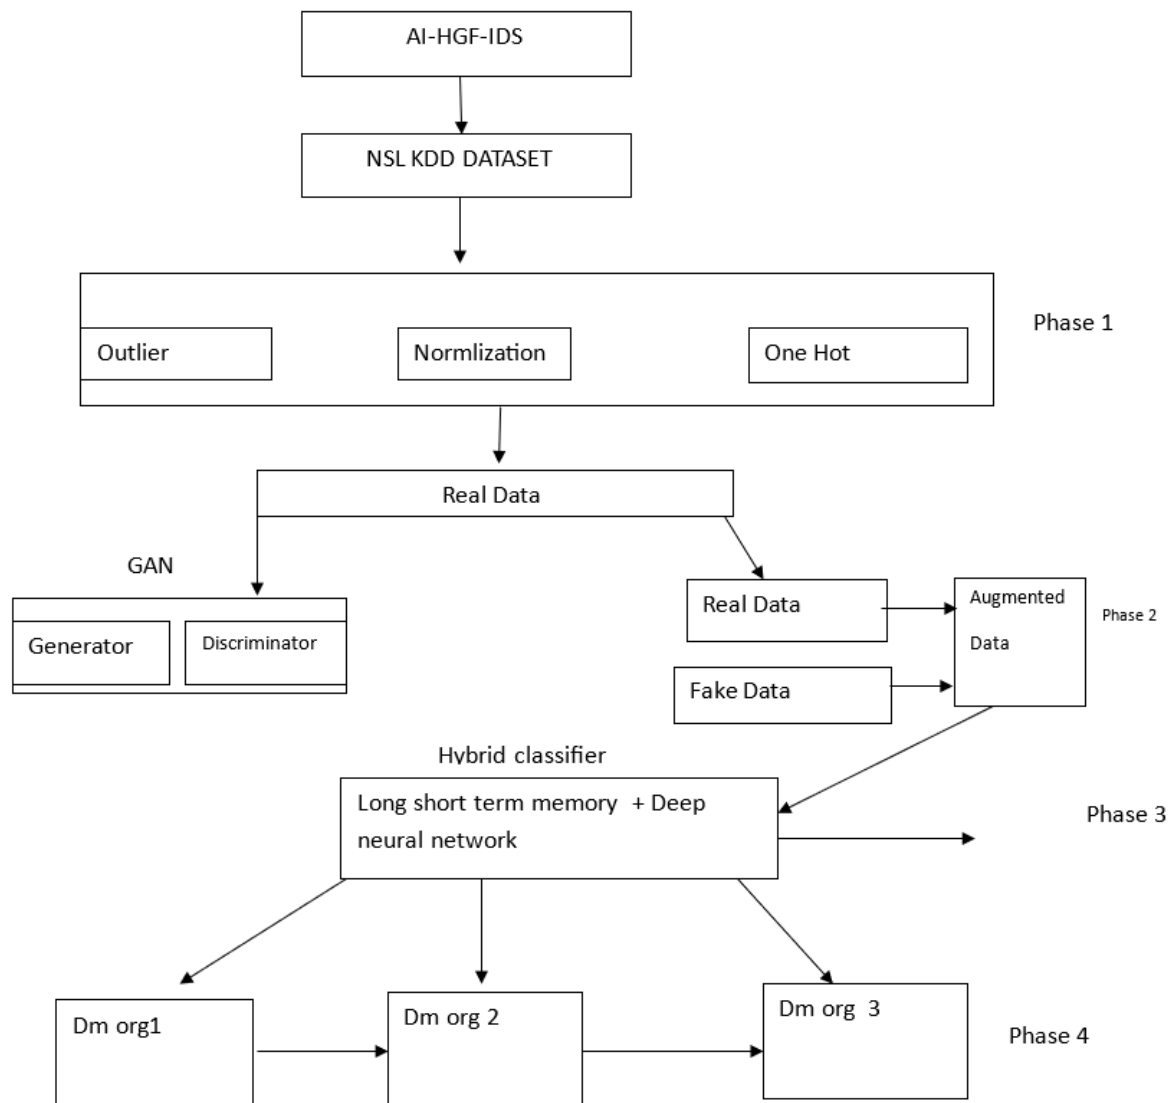 AI-HGF-IDS
NSL KDD DATASET
Phase 1
Outlier
Normlization
One Hot
Real Data
GAN
Generator
Discriminator
Real Data
Fake Data
Augmented
Data
Phase 2
Hybrid classifier
Long short term memory + Deep
neural network
Phase 3
Dm org1
Dm org 2
Dm org 3
Phase 4